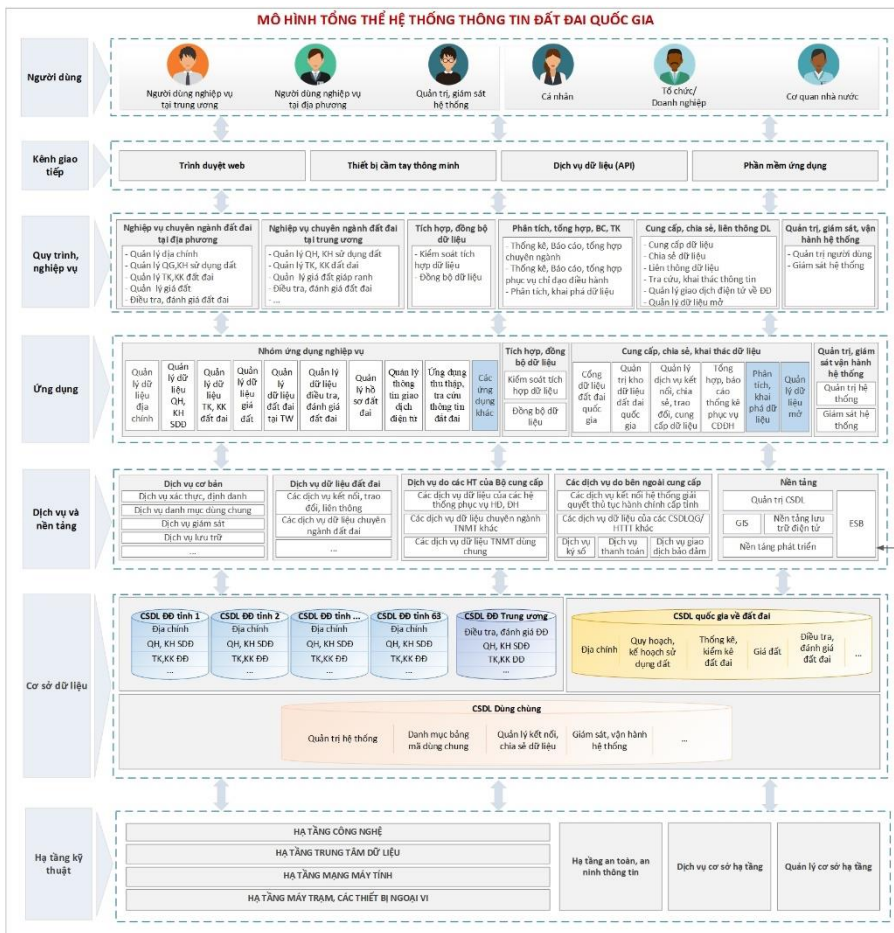 MÔ HÌNH TỔNG THỂ HỆ THỐNG THÔNG TIN ĐẤT ĐAI QUỐC GIA
Người dùng
Người dùng nghiệp vụ
tại trung ương
Người dùng nghiệp vụ
tại địa phương
Quản trị, giám sát
hệ thống
Cá nhân
Tổ chức/
Doanh nghiệp
Cơ quan nhà nước
Kênh giao
tiếp
Trình duyệt web
Thiết bị cầm tay thông minh
Dịch vụ dữ liệu (API)
Phần mềm ứng dụng
Quy trình,
nghiệp vụ
Nghiệp vụ chuyên ngành đất đai
tại địa phương
- Quản lý địa chính
- Quản lý QG,KH sử dụng đất
- Quản lý TK,KK đất đai
- Quản lý giá đất
- Điều tra, đánh giá đất đai
Nghiệp vụ chuyên ngành đất đai
tại trung ương
- Quản lý QH, KH sử dụng đất
- Quản lý TK, KK đất đai
- Quản lý giá đất giáp ranh
- Điều tra, đánh giá đất đai
- ...
Tích hợp, đồng bộ
dữ liệu
- Kiểm soát tích
hợp dữ liệu
- Đồng bộ dữ liệu
Phân tích, tổng hợp, BC, TK
- Thống kê, Báo cáo, tổng hợp
chuyên ngành
- Thống kê, Báo cáo, tổng hợp
phục vụ chỉ đạo điều hành
- Phân tích, khai phá dữ liệu
Cung cấp, chia sẻ, liên thông DL
- Cung cấp dữ liệu
- Chia sẻ dữ liệu
- Liên thông dữ liệu
- Tra cứu, khai thác thông tin
- Quản lý giao dịch điện tử về ĐĐ
- Quản lý dữ liệu mở
Quản trị, giám sát, vận
hành hệ thống
- Quản trị người dùng
- Giám sát hệ thống
Ứng dụng
Nhóm ứng dụng nghiệp vụ
Quản
lý dữ
liệu
địa
chính
Quản
lý dữ
liệu
QH,
KH
SDĐ
Quản
lý dữ
liệu
TK, KK
đất đai
Quản
lý dữ
liệu
giá
đất
Quản
lý
dữ liệu
đất đai
tại TW
Quản lý
dữ liệu
điều tra,
đánh giá
đất đai
Quản
lý hồ
sơ đất
đai
Quản lý
thông
tin giao
dịch
điện tử
Ứng dụng
thu thập,
tra cứu
thông tin
đất đai
Các
ứng
dụng
khác
Tích hợp, đồng
bộ dữ liệu
Kiểm soát tích
hợp dữ liệu
Đồng bộ dữ
liệu
Cung cấp, chia sẻ, khai thác dữ liệu
Cổng
dữ liệu
đất đai
quốc
gia
Quản
trị kho
dữ liệu
đất đai
quốc
gia
Quản lý
dịch vụ kết
nối, chia
sẻ, trao
đổi, cung
cấp dữ liệu
Tổng
hợp, báo
cáo
thống kê
phục vụ
CĐĐH
Phân
tích,
khai
phá dữ
liệu
Quản
lý dữ
liệu
mở
Quản trị, giám
sát vận hành
hệ thống
Quản trị hệ
thống
Giám sát hệ
thống
Dịch vụ và
nền tảng
Dịch vụ cơ bản
Dịch vụ xác thực, định danh
Dịch vụ danh mục dùng chung
Dịch vụ giám sát
Dịch vụ lưu trữ
...
Dịch vụ dữ liệu đất đai
Các dịch vụ kết nối, trao
đổi, liên thông
Các dịch vụ dữ liệu chuyên
ngành đất đai
...
Dịch vụ do các HT của Bộ cung cấp
Các dịch vụ dữ liệu của các hệ
thống phục vụ HĐ, ĐH
Các dịch vụ dữ liệu chuyên ngành
TNMT khác
Các dịch vụ dữ liệu TNMT dùng
chung
Các dịch vụ do bên ngoài cung cấp
Các dịch vụ kết nối hệ thống giải
quyết thủ tục hành chính cấp tỉnh
Các dịch vụ dữ liệu của các CSDLQG/
HTTT khác
Dịch vụ
ký số
Dịch vụ
thanh toán
Dịch vụ giao
dịch bảo đảm
Nền tảng
Quản trị CSDL
GIS
Nền tảng lưu
trữ điện tử
Nền tảng phát triển
ESB
Cơ sở dữ liệu
CSDL ĐĐ tỉnh 1
Địa chính
QH, KH SDĐ
TK,KK ĐĐ
...
CSDL ĐĐ tỉnh 2
Địa chính
QH, KH SDĐ
TK,KK ĐĐ
...
CSDL ĐĐ tỉnh ...
Địa chính
QH, KH SDĐ
TK,KK ĐĐ
...
CSDL ĐĐ tỉnh 63
Địa chính
QH, KH SDĐ
TK,KK ĐĐ
...
CSDL ĐĐ Trung ương
Điều tra, đánh giá ĐĐ
QH, KH SDĐ
TK,KK DD
...
CSDL quốc gia về đất đai
Địa chính
Quy hoạch,
kế hoạch sử
dụng đất
Thống kê,
kiểm kê
đất đai
Giá đất
Điều tra,
đánh giá
đất đai
...
CSDL Dùng chùng
Quản trị hệ thống
Danh mục bảng
mã dùng chung
Quản lý kết nối,
chia sẻ dữ liệu
Giám sát, vận hành
hệ thống
...
Hạ tầng kỹ
thuật
HẠ TẦNG CÔNG NGHỆ
HẠ TẦNG TRUNG TÂM DỮ LIỆU
HẠ TẦNG MẠNG MÁY TÍNH
HẠ TẦNG MÁY TRẠM, CÁC THIẾT BỊ NGOẠI VI
Hạ tầng an toàn, an
ninh thông tin
Dịch vụ cơ sở hạ tầng
Quản lý cơ sở hạ tầng